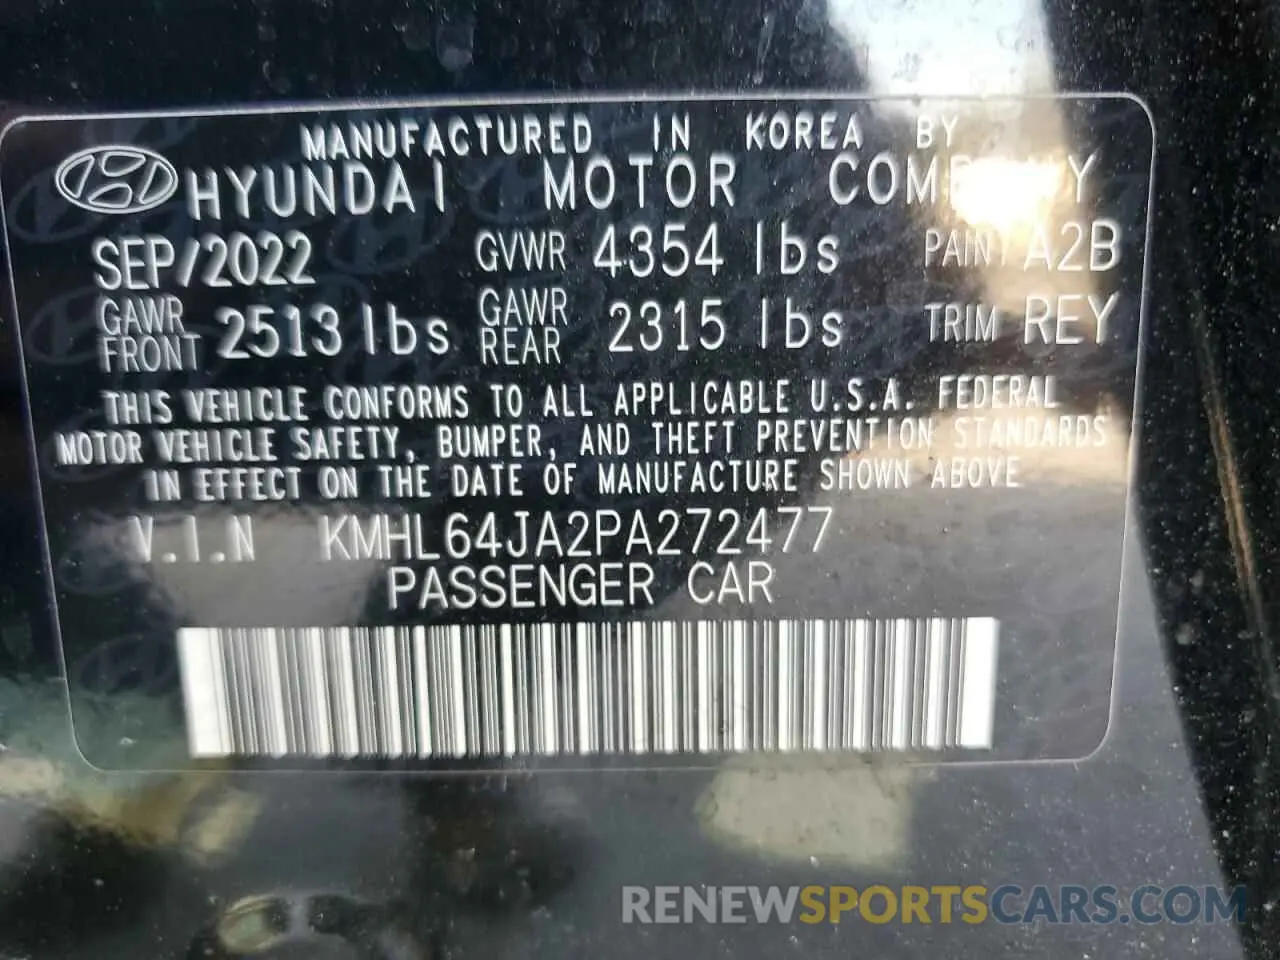 MANUFACTURED IN KOREA BY
HYUNDAI MOTOR COMPANY
SEP/2022 GVWR 4354 lbs PAINT A2B
GAWR FRONT 2513 lbs GAWR REAR 2315 lbs TRIM REY
THIS VEHICLE CONFORMS TO ALL APPLICABLE U.S.A. FEDERAL
MOTOR VEHICLE SAFETY, BUMPER, AND THEFT PREVENTION STANDARDS
IN EFFECT ON THE DATE OF MANUFACTURE SHOWN ABOVE
V.I.N KMHL64JA2PA272477
PASSENGER CAR
RENEWSPORTSCARS.COM